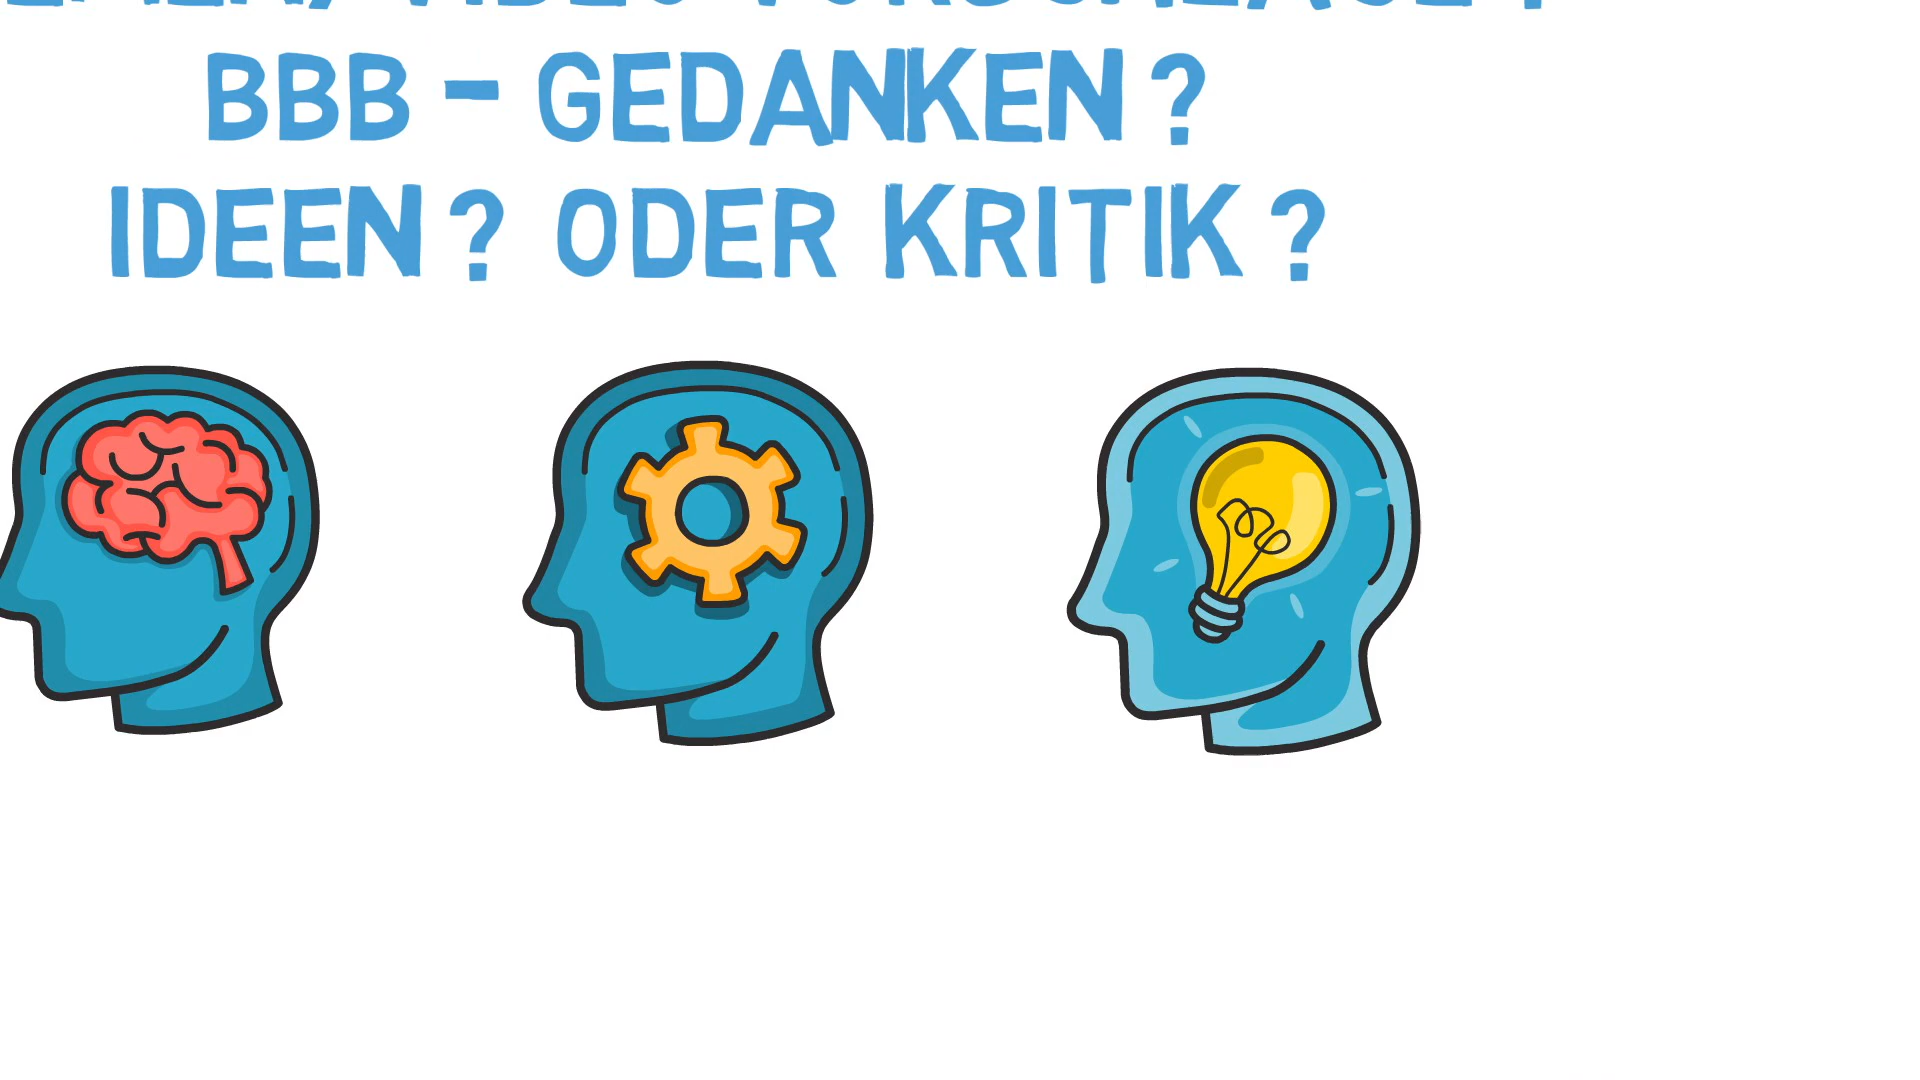 BBB - GEDANKEN ?
IDEEN ? ODER KRITIK ?